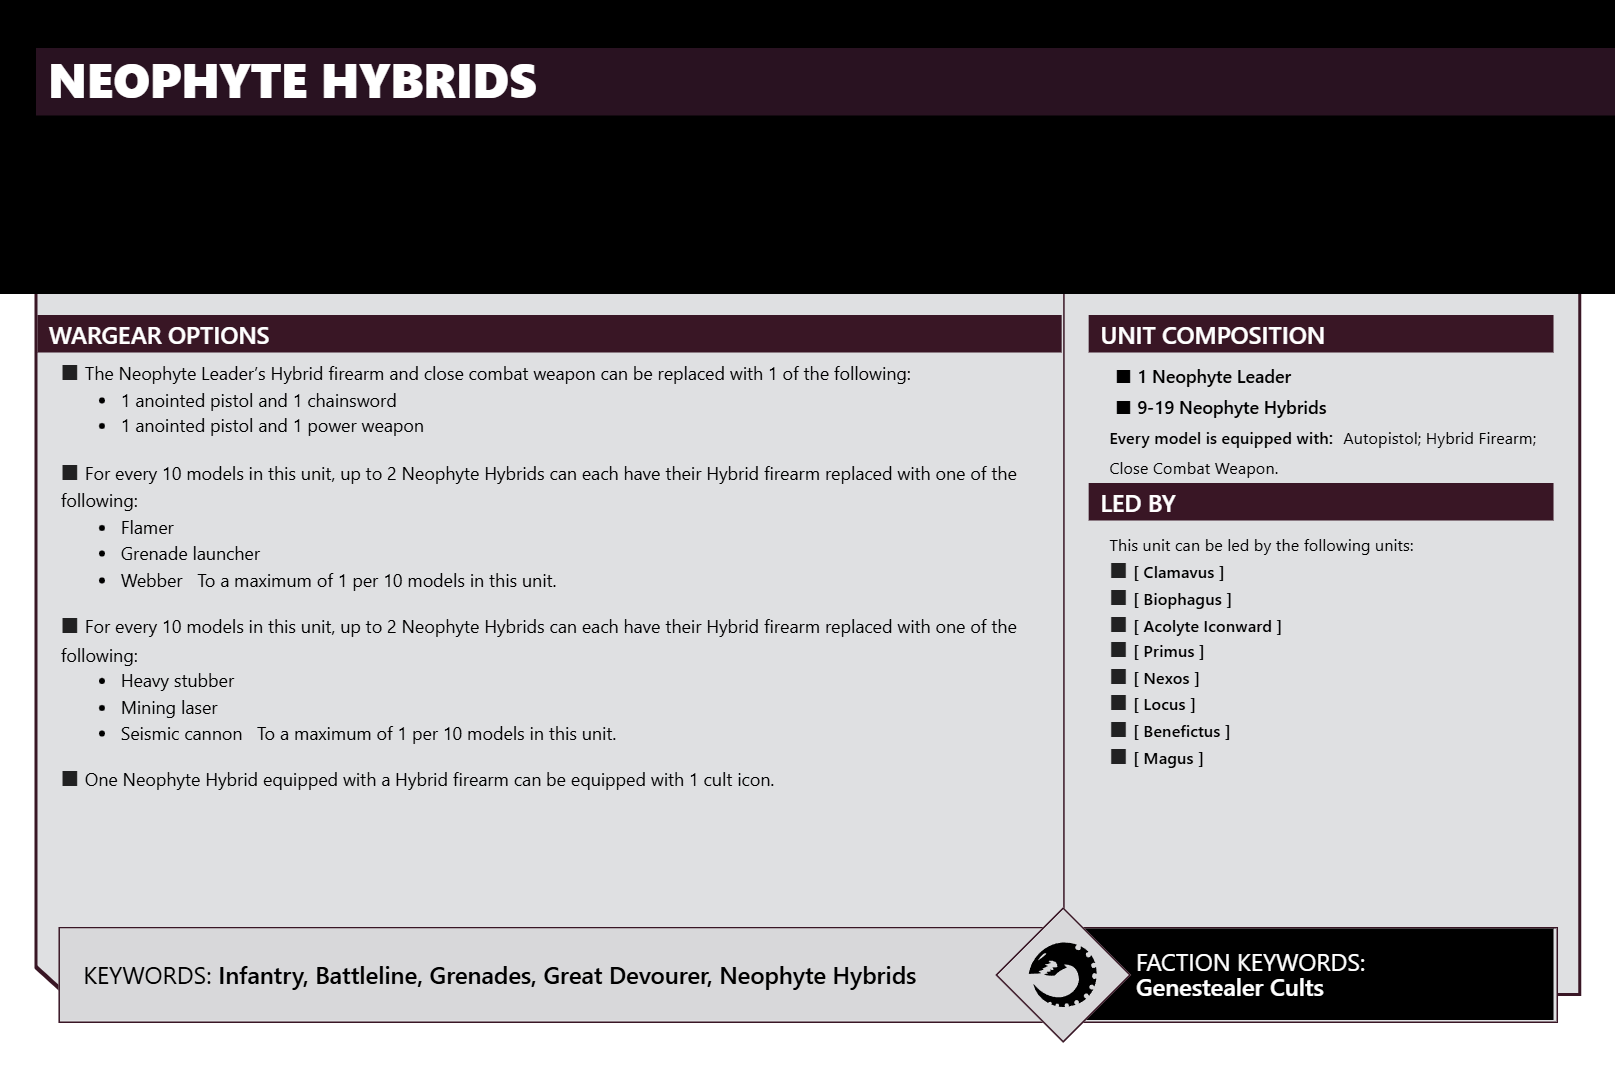 NEOPHYTE HYBRIDS
WARGEAR OPTIONS
■ The Neophyte Leader’s Hybrid firearm and close combat weapon can be replaced with 1 of the following:
• 1 anointed pistol and 1 chainsword
• 1 anointed pistol and 1 power weapon
■ For every 10 models in this unit, up to 2 Neophyte Hybrids can each have their Hybrid firearm replaced with one of the
following:
• Flamer
• Grenade launcher
• Webber To a maximum of 1 per 10 models in this unit.
■ For every 10 models in this unit, up to 2 Neophyte Hybrids can each have their Hybrid firearm replaced with one of the
following:
• Heavy stubber
• Mining laser
• Seismic cannon To a maximum of 1 per 10 models in this unit.
■ One Neophyte Hybrid equipped with a Hybrid firearm can be equipped with 1 cult icon.
UNIT COMPOSITION
■ 1 Neophyte Leader
■ 9-19 Neophyte Hybrids
Every model is equipped with: Autopistol; Hybrid Firearm;
Close Combat Weapon.
LED BY
This unit can be led by the following units:
■ [ Clamavus ]
■ [ Biophagus ]
■ [ Acolyte Iconward ]
■ [ Primus ]
■ [ Nexos ]
■ [ Locus ]
■ [ Benefictus ]
■ [ Magus ]
KEYWORDS: Infantry, Battleline, Grenades, Great Devourer, Neophyte Hybrids
FACTION KEYWORDS:
Genestealer Cults